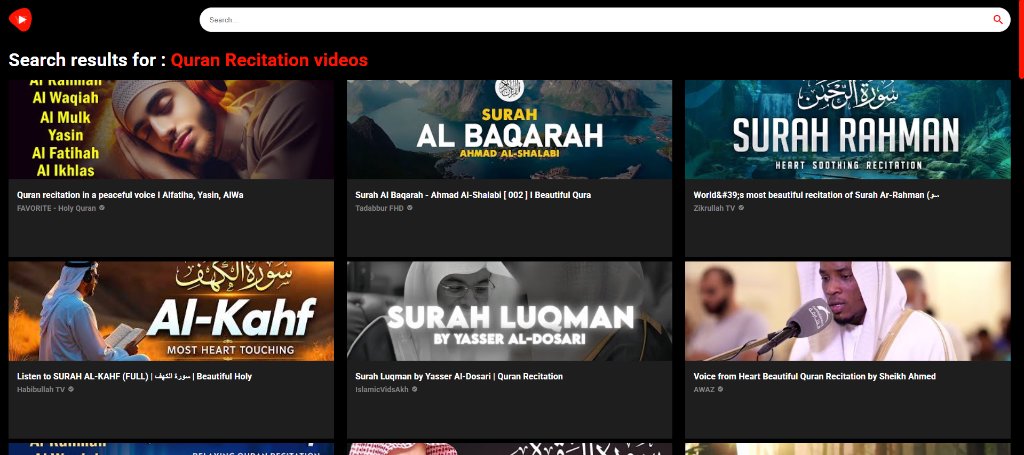 Search...
Search results for : Quran Recitation videos
Al Rahman
Al Waqiah
Al Mulk
Yasin
Al Fatihah
Al Ikhlas
SURAH
AL BAQARAH
AHMAD AL-SHALABI
سورة الرحمن
SURAH RAHMAN
HEART SOOTHING RECITATION
Quran recitation in a peaceful voice I Alfatiha, Yasin, AlWa
FAVORITE - Holy Quran
Surah Al Baqarah - Ahmad Al-Shalabi [ 002 ] I Beautiful Qura
Tadabbur FHD
World&#39;s most beautiful recitation of Surah Ar-Rahman (سو
Zikrullah TV
سورة الكهف
Al-Kahf
MOST HEART TOUCHING
SURAH LUQMAN
BY YASSER AL-DOSARI
Listen to SURAH AL-KAHF (FULL) | سورة الكهف | Beautiful Holy
Habibullah TV
Surah Luqman by Yasser Al-Dosari | Quran Recitation
IslamicVidsAkh
Voice from Heart Beautiful Quran Recitation by Sheikh Ahmed
AWAZ
RELAXING QURAN RECITATION